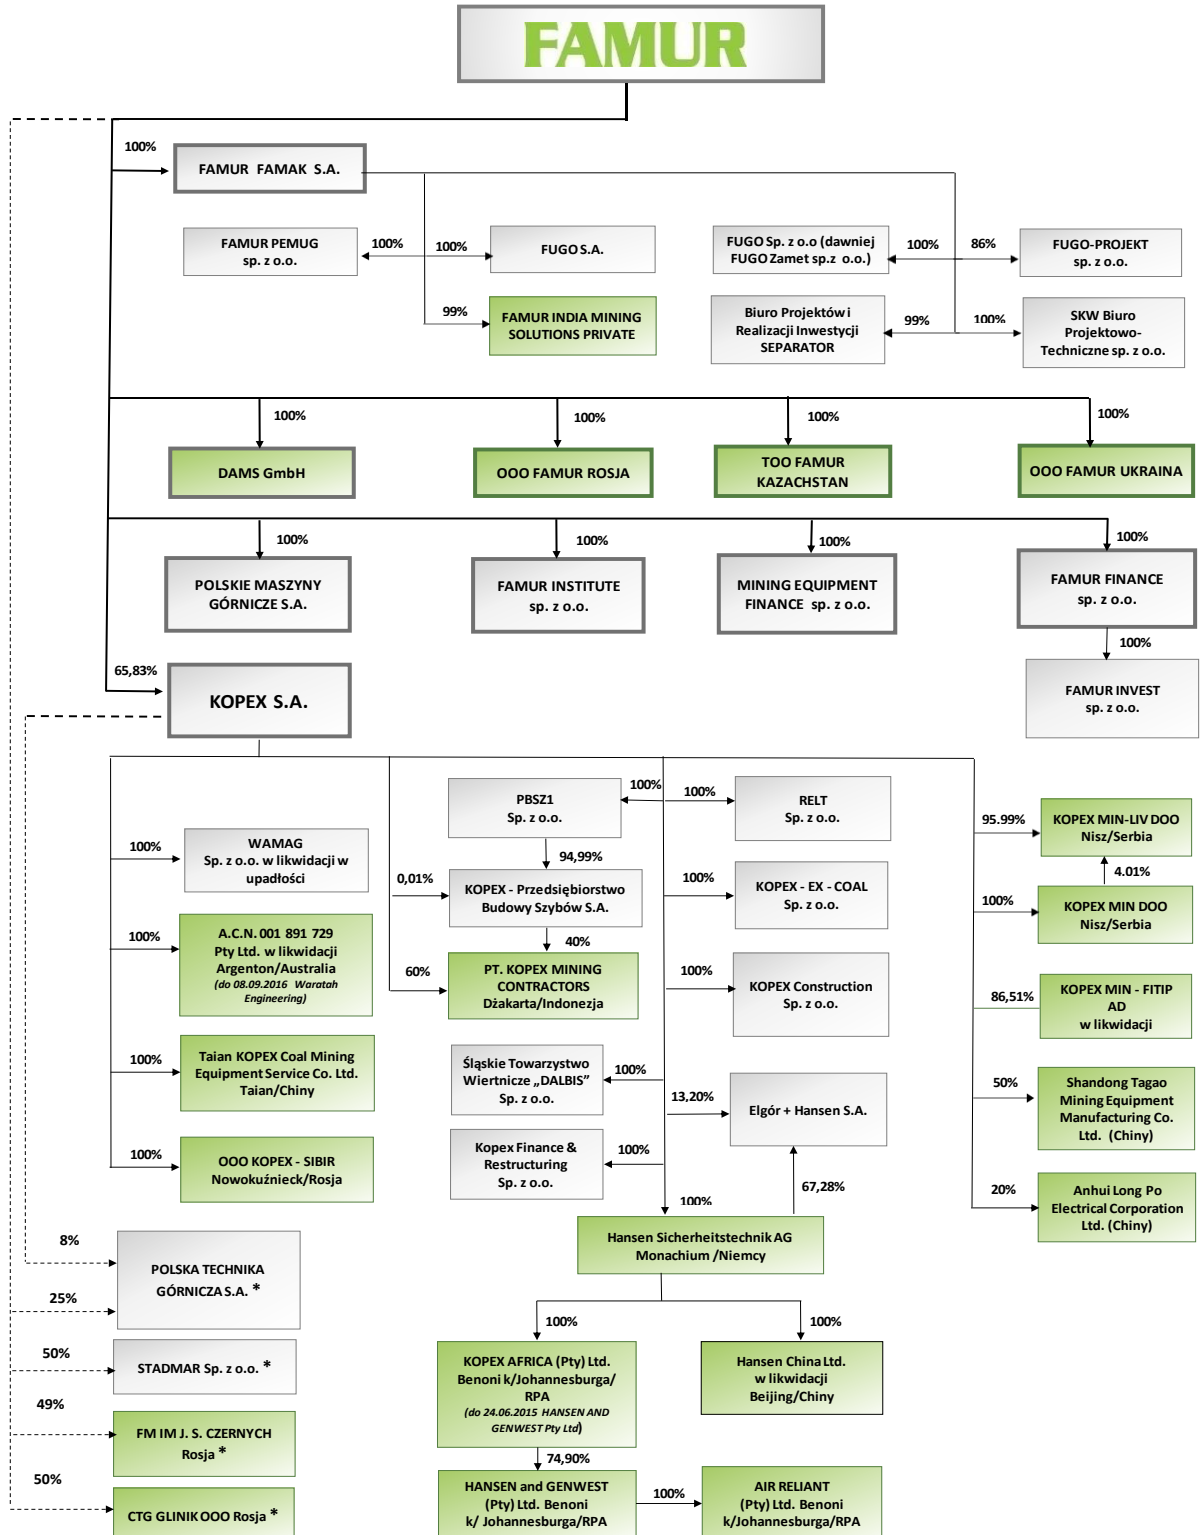 FAMUR
100%
FAMUR FAMAK S.A.
FAMUR PEMUG
sp. z o.o.
100%
100%
FUGO S.A.
FUGO Sp. z o.o (dawniej
FUGO Zamet sp.z o.o.)
100%
86%
FUGO-PROJEKT
sp. z o.o.
99%
FAMUR INDIA MINING
SOLUTIONS PRIVATE
Biuro Projektów i
Realizacji Inwestycji
SEPARATOR
99%
100%
SKW Biuro
Projektowo-
Techniczne sp. z o.o.
100%
100%
100%
100%
DAMS GmbH
OOO FAMUR ROSJA
TOO FAMUR
KAZACHSTAN
OOO FAMUR UKRAINA
100%
100%
100%
100%
POLSKIE MASZYNY
GÓRNICZE S.A.
FAMUR INSTITUTE
sp. z o.o.
MINING EQUIPMENT
FINANCE sp. z o.o.
FAMUR FINANCE
sp. z o.o.
100%
FAMUR INVEST
sp. z o.o.
65,83%
KOPEX S.A.
100%
WAMAG
Sp. z o.o. w likwidacji w
upadłości
100%
A.C.N. 001 891 729
Pty Ltd. w likwidacji
Argenton/Australia
(do 08.09.2016 Waratah
Engineering)
100%
Taian KOPEX Coal Mining
Equipment Service Co. Ltd.
Taian/Chiny
100%
OOO KOPEX - SIBIR
Nowokuźnieck/Rosja
PBSZ1
Sp. z o.o.
100%
94,99%
0,01%
KOPEX - Przedsiębiorstwo
Budowy Szybów S.A.
40%
60%
PT. KOPEX MINING
CONTRACTORS
Dżakarta/Indonezja
Śląskie Towarzystwo
Wiertnicze „DALBIS”
Sp. z o.o.
100%
Kopex Finance &
Restructuring
Sp. z o.o.
100%
100%
RELT
Sp. z o.o.
100%
KOPEX - EX - COAL
Sp. z o.o.
100%
KOPEX Construction
Sp. z o.o.
13,20%
Elgór + Hansen S.A.
67,28%
100%
Hansen Sicherheitstechnik AG
Monachium /Niemcy
95.99%
KOPEX MIN-LIV DOO
Nisz/Serbia
4.01%
100%
KOPEX MIN DOO
Nisz/Serbia
86,51%
KOPEX MIN - FITIP
AD
w likwidacji
50%
Shandong Tagao
Mining Equipment
Manufacturing Co.
Ltd. (Chiny)
20%
Anhui Long Po
Electrical Corporation
Ltd. (Chiny)
8%
POLSKA TECHNIKA
GÓRNICZA S.A. *
25%
50%
STADMAR Sp. z o.o. *
49%
FM IM J. S. CZERNYCH
Rosja *
50%
CTG GLINIK OOO Rosja *
100%
100%
KOPEX AFRICA (Pty) Ltd.
Benoni k/Johannesburga/
RPA
(do 24.06.2015 HANSEN AND
GENWEST Pty Ltd)
Hansen China Ltd.
w likwidacji
Beijing/Chiny
74,90%
HANSEN and GENWEST
(Pty) Ltd. Benoni
k/ Johannesburga/RPA
100%
AIR RELIANT
(Pty) Ltd. Benoni
k/Johannesburga/RPA